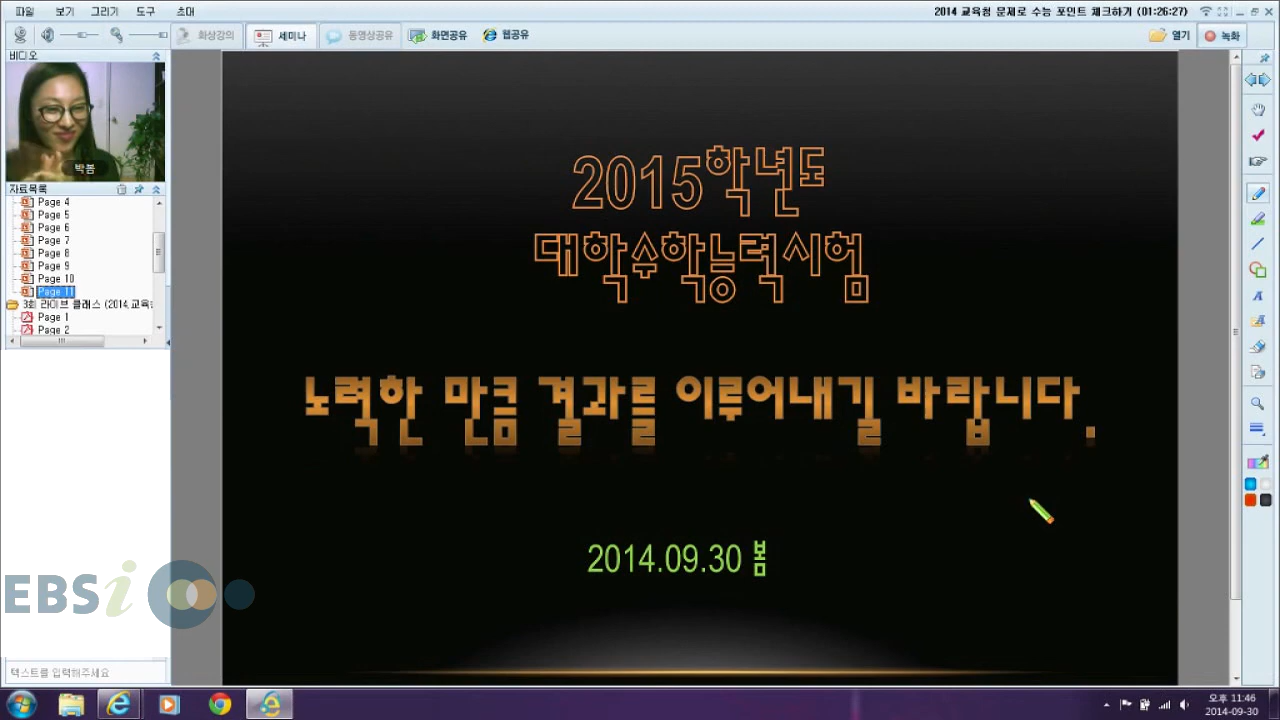 파일 보기 그리기 도구 초대
2014 교육청 문제로 수능 포인트 체크하기 (01:26:27)
화상강의 세미나 동영상공유 화면공유 웹공유 열기 녹화
비디오
박봄
자료목록
Page 4
Page 5
Page 6
Page 7
Page 8
Page 9
Page 10
Page 11
3회 라이브 클래스 (2014.교육청
Page 1
Page 2
2015학년도
대학수학능력시험
노력한 만큼 결과를 이루어내길 바랍니다.
2014.09.30 봄
EBSi
텍스트를 입력해주세요
오후 11:46
2014-09-30